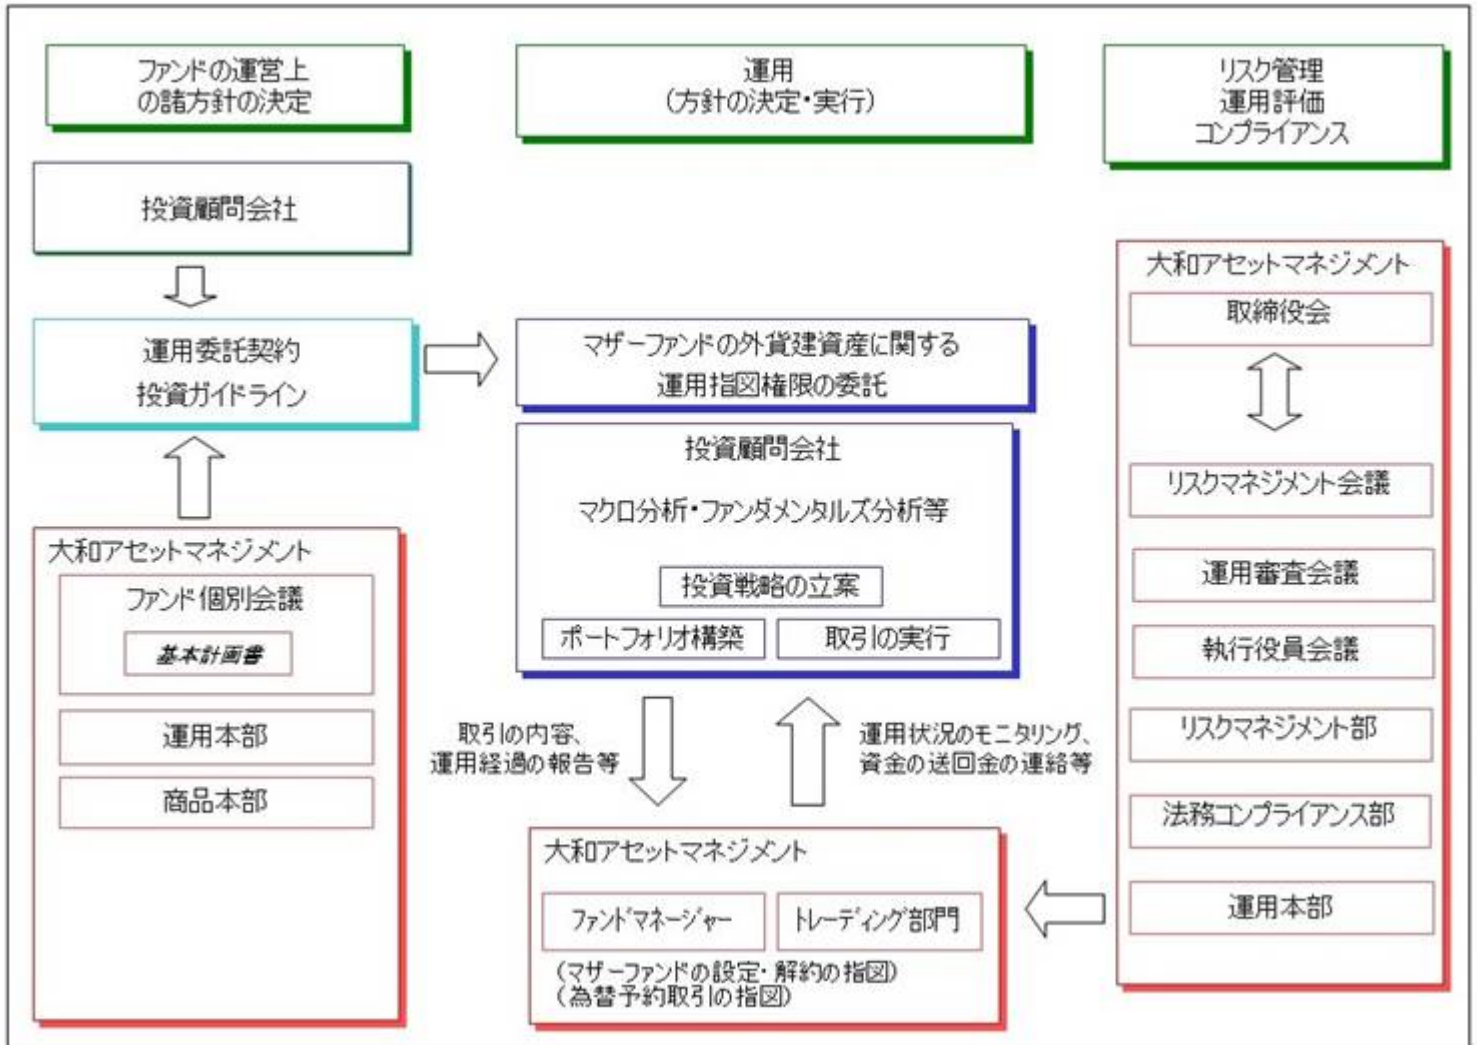 ファンドの運営上
の諸方針の決定
運用
(方針の決定・実行)
リスク管理
運用評価
コンプライアンス
投資顧問会社
運用委託契約
投資ガイドライン
大和アセットマネジメント
ファンド個別会議
基本計画書
運用本部
商品本部
マザーファンドの外貨建資産に関する
運用指図権限の委託
投資顧問会社
マクロ分析・ファンダメンタルズ分析等
投資戦略の立案
ポートフォリオ構築
取引の実行
取引の内容、
運用経過の報告等
運用状況のモニタリング、
資金の送回金の連絡等
大和アセットマネジメント
ファンドマネージャー
トレーディング部門
(マザーファンドの設定・解約の指図)
(為替予約取引の指図)
大和アセットマネジメント
取締役会
リスクマネジメント会議
運用審査会議
執行役員会議
リスクマネジメント部
法務コンプライアンス部
運用本部